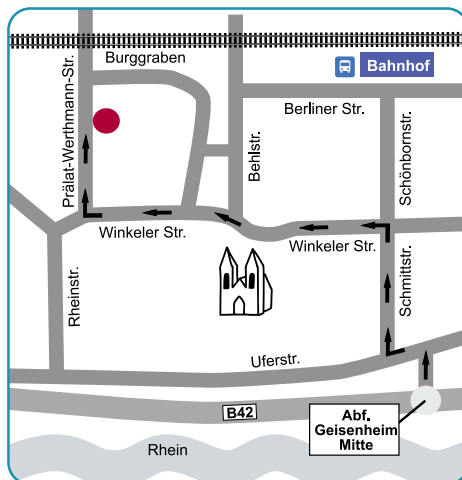 Burggraben
Bahnhof
Prälat-Werthmann-Str.
Berliner Str.
Behlstr.
Schönbornstr.
Winkeler Str.
Winkeler Str.
Rheinstr.
Schmittstr.
Uferstr.
B42
Abf.
Geisenheim
Mitte
Rhein